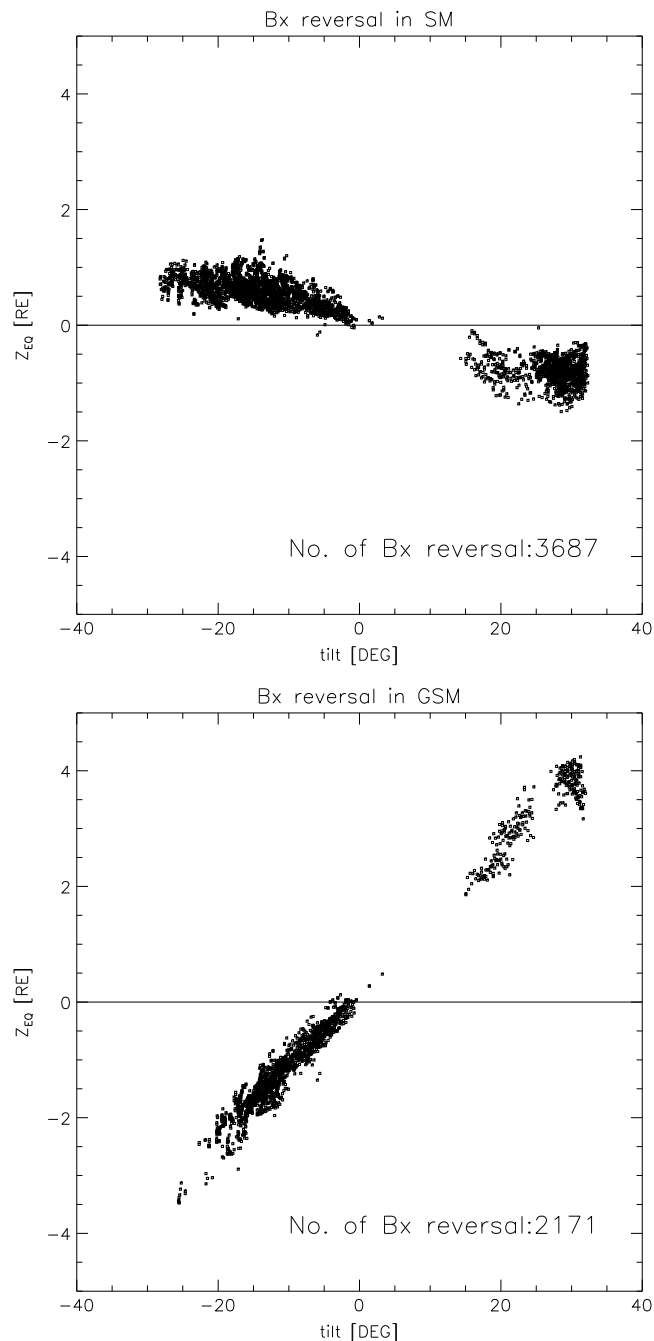 Bx reversal in SM
4
2
0
−2
−4
Z_EQ [RE]
No. of Bx reversal:3687
−40 −20 0 20 40
tilt [DEG]
Bx reversal in GSM
4
2
0
−2
−4
Z_EQ [RE]
No. of Bx reversal:2171
−40 −20 0 20 40
tilt [DEG]